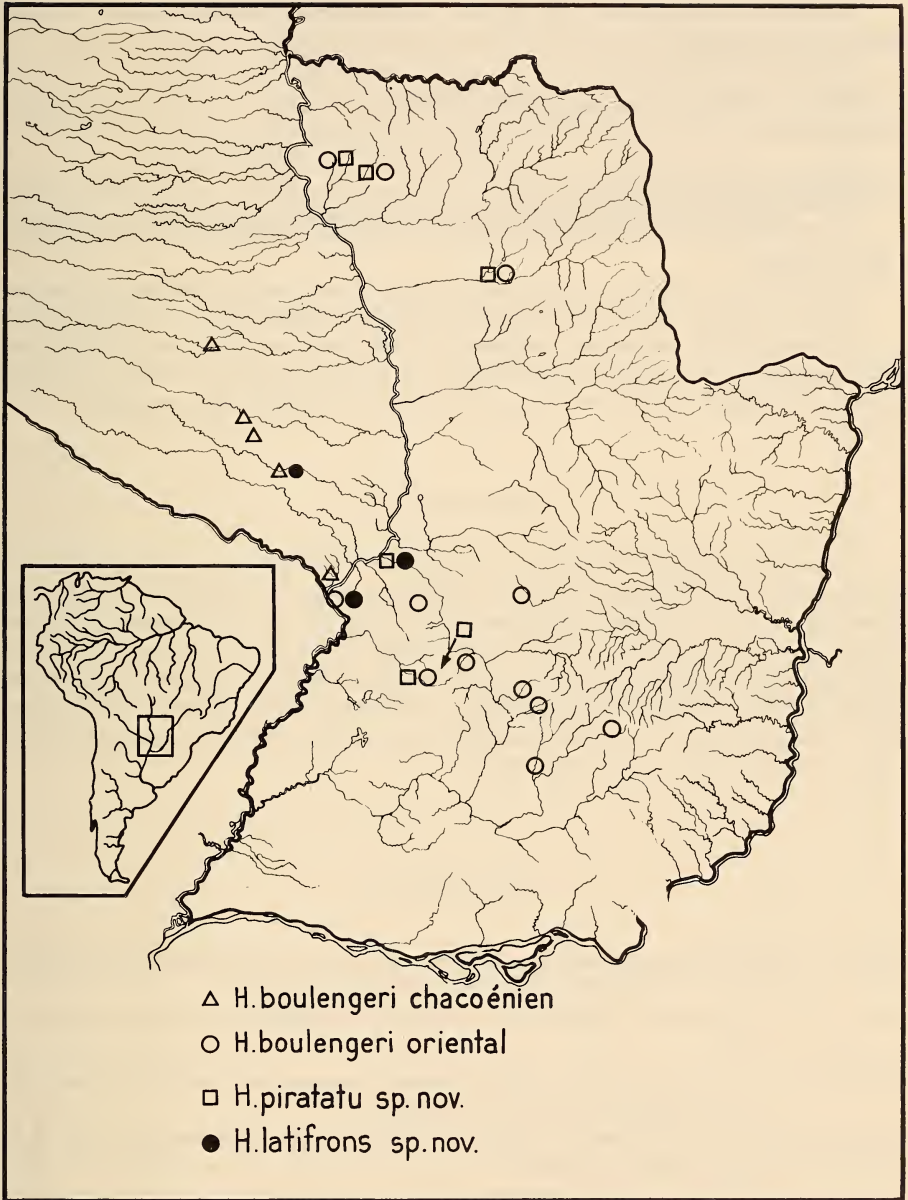 H.boulengeri chacoénien
H.boulengeri oriental
H.piratatu sp.nov.
H.latifrons sp.nov.